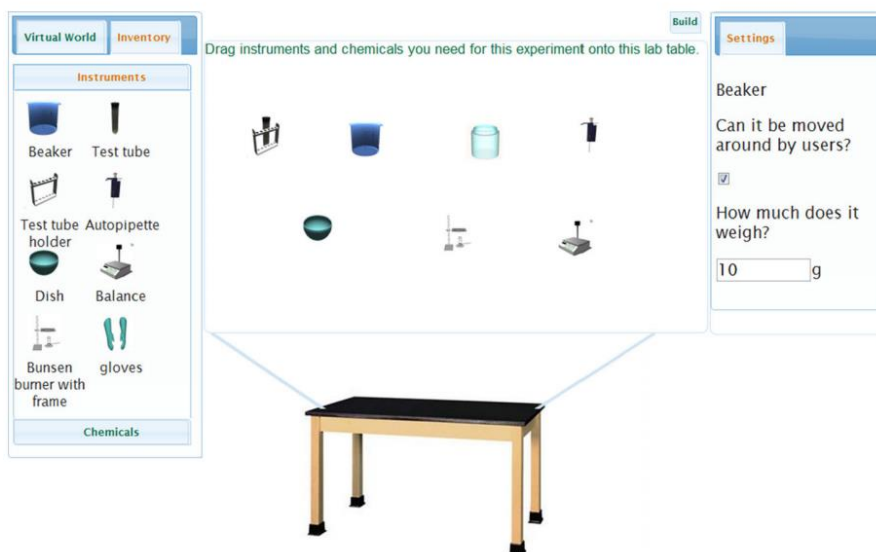 Virtual World
Inventory
Instruments
Beaker
Test tube
Test tube
holder
Autopipette
Dish
Balance
Bunsen
burner with
frame
gloves
Chemicals
Build
Drag instruments and chemicals you need for this experiment onto this lab table.
Settings
Beaker
Can it be moved
around by users?
How much does it
weigh?
10 g